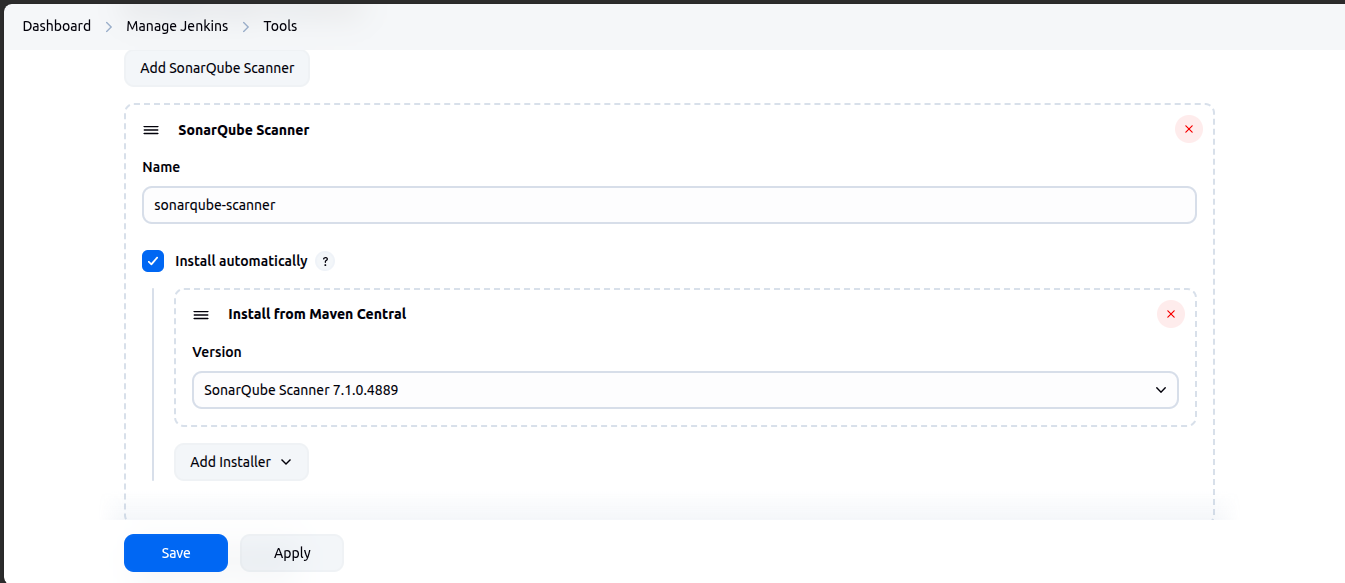 Dashboard > Manage Jenkins > Tools
Add SonarQube Scanner
SonarQube Scanner
Name
sonarqube-scanner
Install automatically ?
Install from Maven Central
Version
SonarQube Scanner 7.1.0.4889
Add Installer
Save Apply